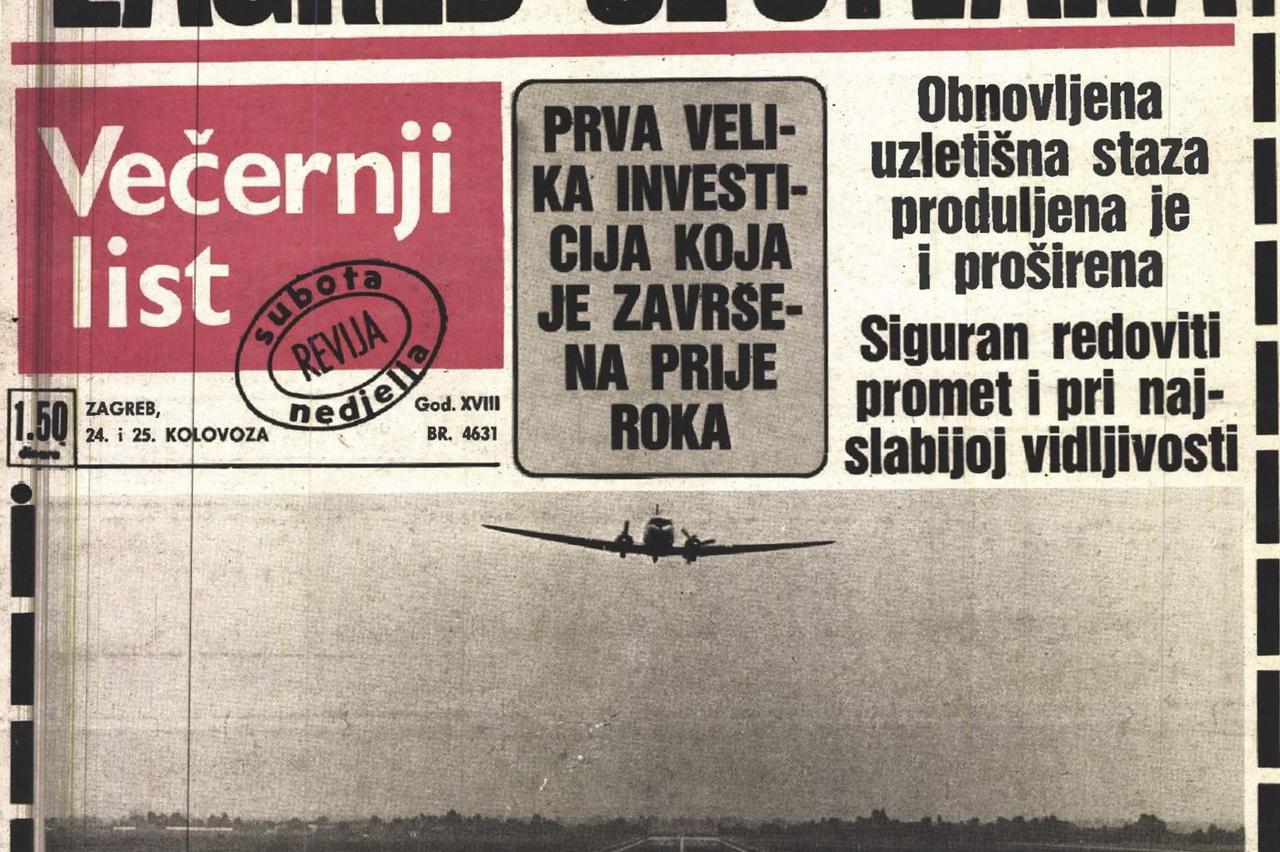 Večernji
list
subota
REVIJA
nedjelja
1.50
ZAGREB,
24. i 25. KOLOVOZA
God. XVIII
BR. 4631
PRVA VELI-
KA INVESTI-
CIJA KOJA
JE ZAVRŠE-
NA PRIJE
ROKA
Obnovljena
uzletišna staza
produljena je
i proširena
Siguran redoviti
promet i pri naj-
slabijoj vidljivosti